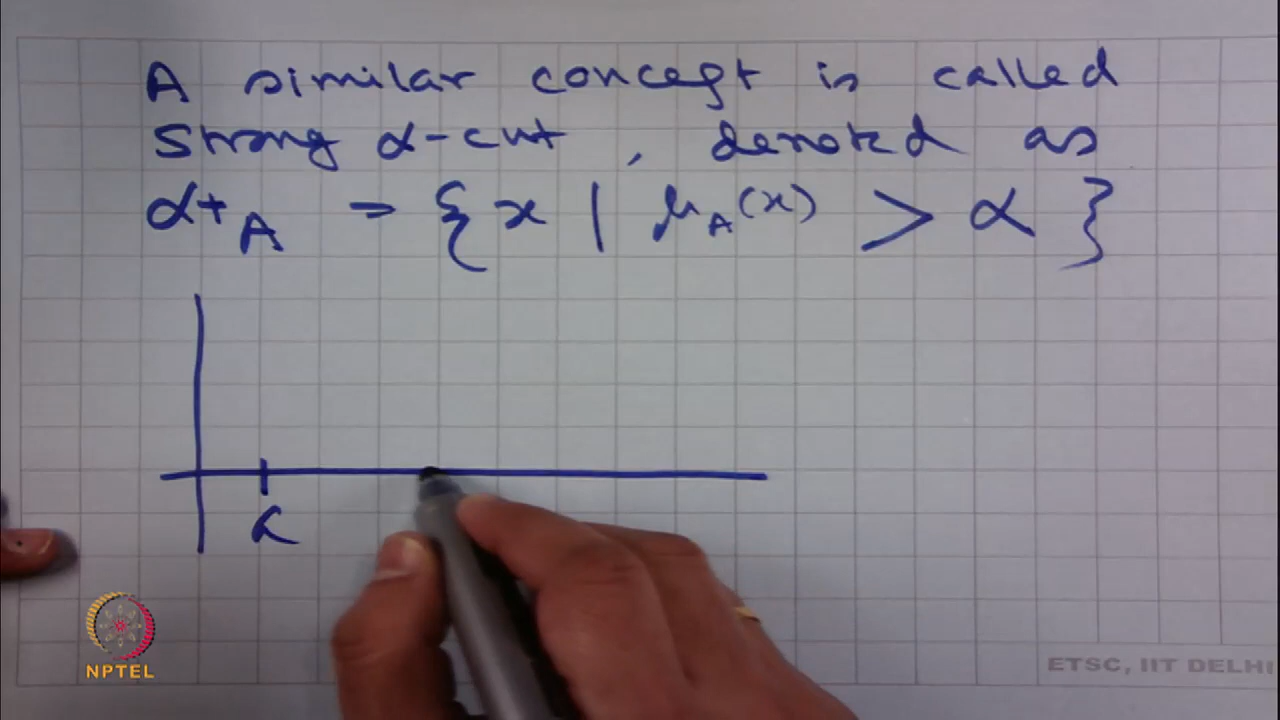 A similar concept is called
Strong α-cut, denoted as
α+A = {x | μA(x) > α}
α
NPTEL
ETSC, IIT DELHI